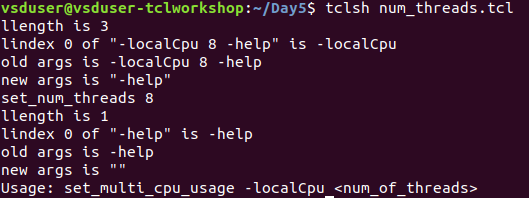 vsduser@vsduser-tclworkshop:~/Day5$ tclsh num_threads.tcl
llength is 3
lindex 0 of "-localCpu 8 -help" is -localCpu
old args is -localCpu 8 -help
new args is "-help"
set_num_threads 8
llength is 1
lindex 0 of "-help" is -help
old args is -help
new args is ""
Usage: set_multi_cpu_usage -localCpu <num_of_threads>